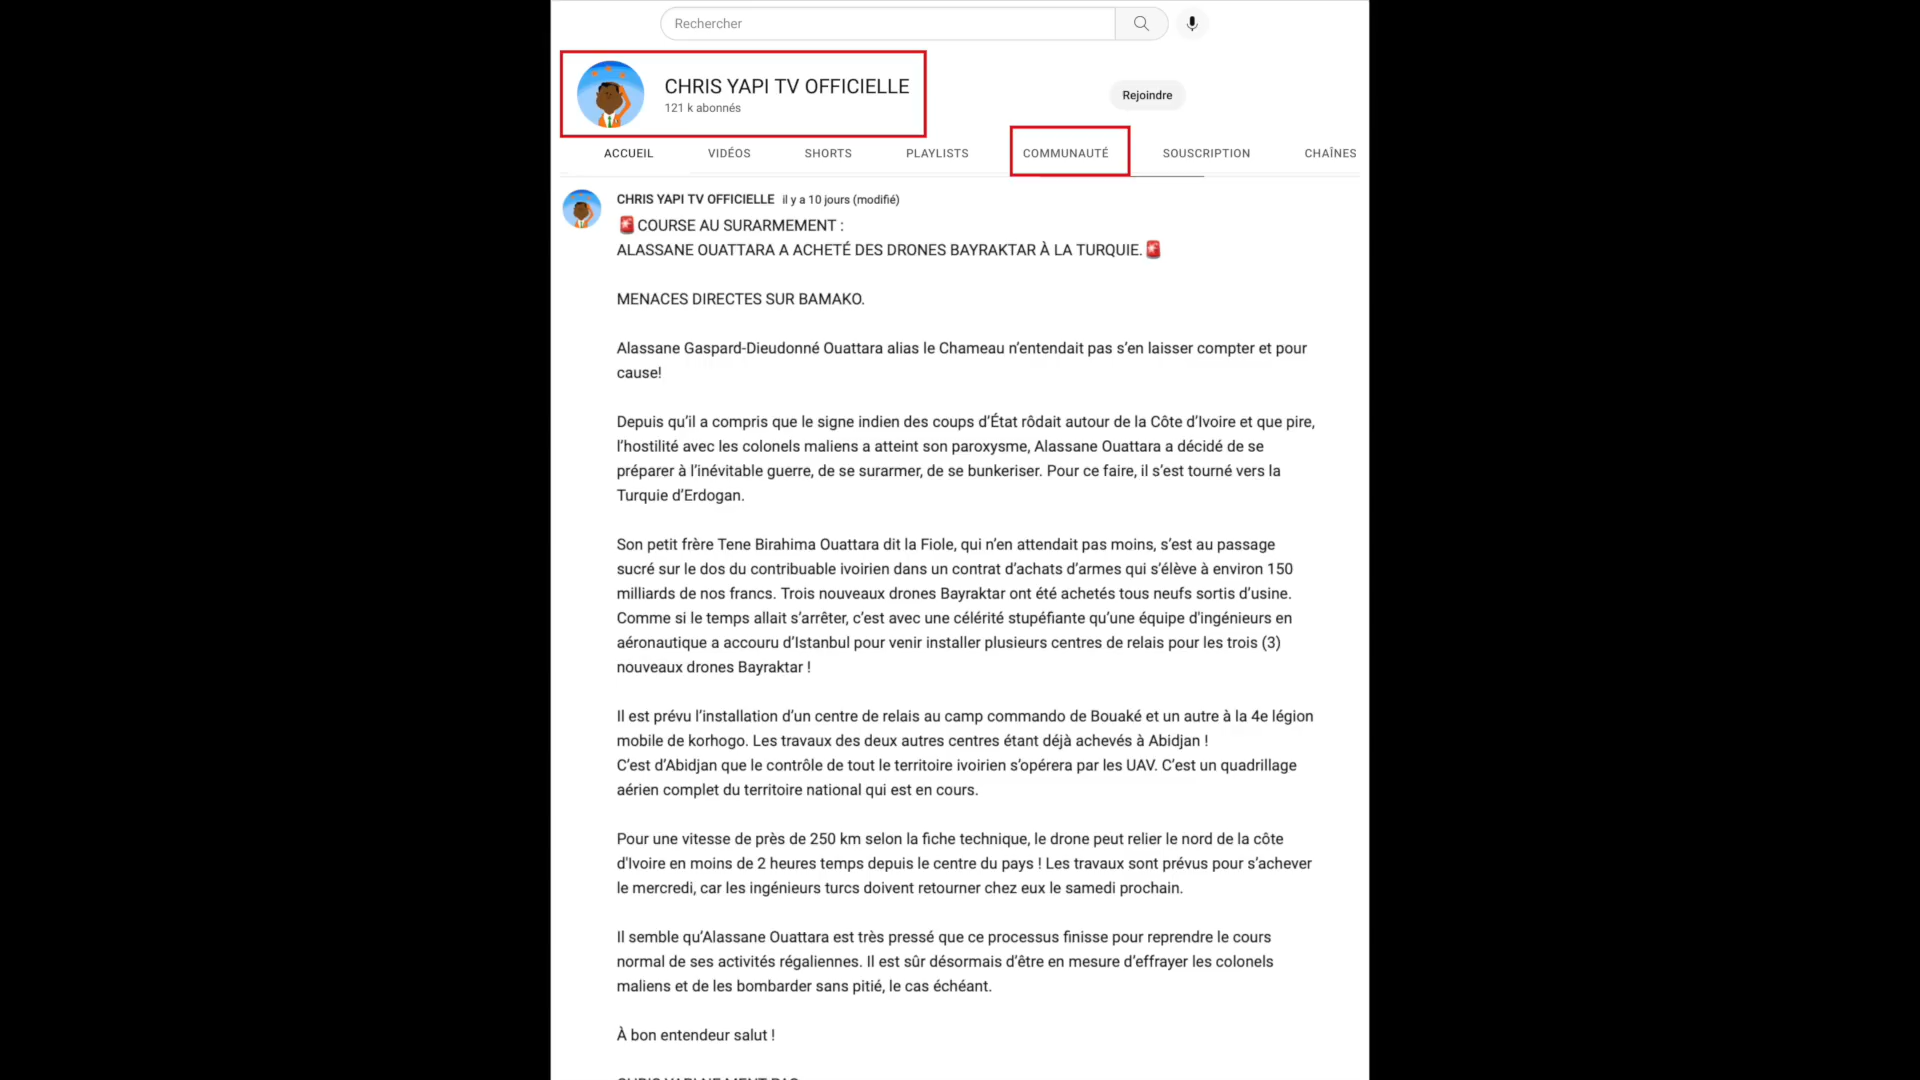 Rechercher
CHRIS YAPI TV OFFICIELLE
121 k abonnés
Rejoindre
ACCUEIL VIDÉOS SHORTS PLAYLISTS COMMUNAUTÉ SOUSCRIPTION CHAÎNES
CHRIS YAPI TV OFFICIELLE il y a 10 jours (modifié)
🚨COURSE AU SURARMEMENT :
ALASSANE OUATTARA A ACHETÉ DES DRONES BAYRAKTAR À LA TURQUIE.🚨
MENACES DIRECTES SUR BAMAKO.
Alassane Gaspard-Dieudonné Ouattara alias le Chameau n’entendait pas s’en laisser compter et pour
cause!
Depuis qu’il a compris que le signe indien des coups d’État rôdait autour de la Côte d’Ivoire et que pire,
l’hostilité avec les colonels maliens a atteint son paroxysme, Alassane Ouattara a décidé de se
préparer à l’inévitable guerre, de se surarmer, de se bunkeriser. Pour ce faire, il s’est tourné vers la
Turquie d’Erdogan.
Son petit frère Tene Birahima Ouattara dit la Fiole, qui n’en attendait pas moins, s’est au passage
sucré sur le dos du contribuable ivoirien dans un contrat d’achats d’armes qui s’élève à environ 150
milliards de nos francs. Trois nouveaux drones Bayraktar ont été achetés tous neufs sortis d’usine.
Comme si le temps allait s’arrêter, c’est avec une célérité stupéfiante qu’une équipe d'ingénieurs en
aéronautique a accouru d’Istanbul pour venir installer plusieurs centres de relais pour les trois (3)
nouveaux drones Bayraktar !
Il est prévu l’installation d’un centre de relais au camp commando de Bouaké et un autre à la 4e légion
mobile de korhogo. Les travaux des deux autres centres étant déjà achevés à Abidjan !
C’est d’Abidjan que le contrôle de tout le territoire ivoirien s’opérera par les UAV. C’est un quadrillage
aérien complet du territoire national qui est en cours.
Pour une vitesse de près de 250 km selon la fiche technique, le drone peut relier le nord de la côte
d'Ivoire en moins de 2 heures temps depuis le centre du pays ! Les travaux sont prévus pour s’achever
le mercredi, car les ingénieurs turcs doivent retourner chez eux le samedi prochain.
Il semble qu’Alassane Ouattara est très pressé que ce processus finisse pour reprendre le cours
normal de ses activités régaliennes. Il est sûr désormais d’être en mesure d’effrayer les colonels
maliens et de les bombarder sans pitié, le cas échéant.
À bon entendeur salut !
CHRIS YAPI NE MENT PAS